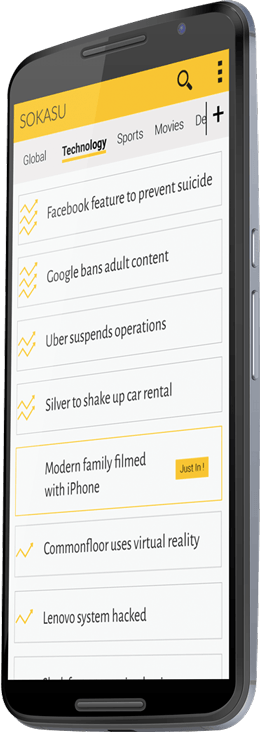 SOKASU
Global Technology Sports Movies De +
Facebook feature to prevent suicide
Google bans adult content
Uber suspends operations
Silver to shake up car rental
Modern family filmed
with iPhone
Just In !
Commonfloor uses virtual reality
Lenovo system hacked